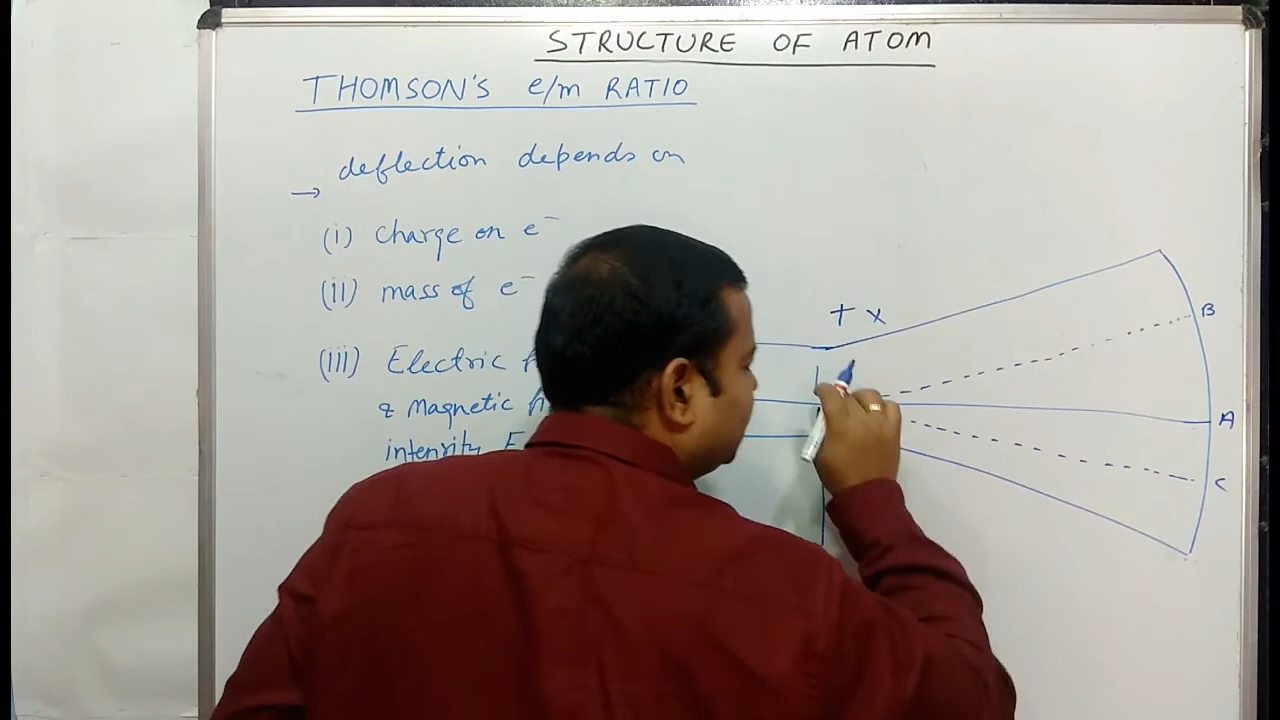 STRUCTURE OF ATOM
THOMSON'S e/m RATIO
→ deflection depends on
(i) Charge on e⁻
(ii) mass of e⁻
(iii) Electric
& Magnetic
intensity E
+ x
B
A
C